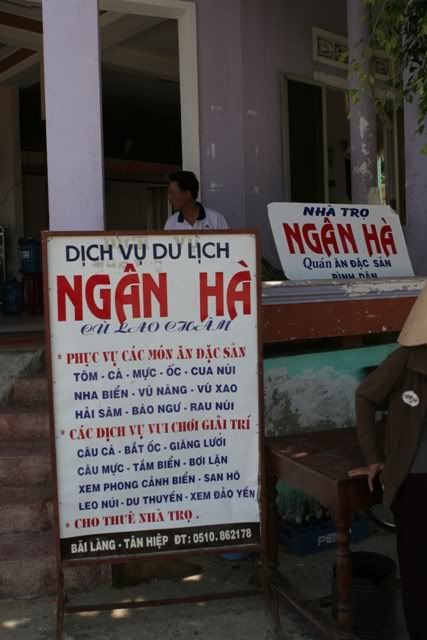 DỊCH VỤ DU LỊCH
NGÂN HÀ
CÙ LAO CHÀM
* PHỤC VỤ CÁC MÓN ĂN ĐẶC SẢN
TÔM - CÁ - MỰC - ỐC - CUA NÚI
NHA BIỂN - VÚ NÀNG - VÚ XAO
HẢI SÂM - BÀO NGƯ - RAU NÚI
* CÁC DỊCH VỤ VUI CHƠI GIẢI TRÍ
CÂU CÁ - BẮT ỐC - GIĂNG LƯỚI
CÂU MỰC - TẮM BIỂN - BƠI LẶN
XEM PHONG CẢNH BIỂN - SAN HÔ
LEO NÚI - DU THUYỀN - XEM ĐẢO YẾN
* CHO THUÊ NHÀ TRỌ .
BÃI LÀNG - TÂN HIỆP ĐT: 0510.862178
NHÀ TRỌ
NGÂN HÀ
Quán ĂN ĐẶC SẢN
BÌNH DÂN